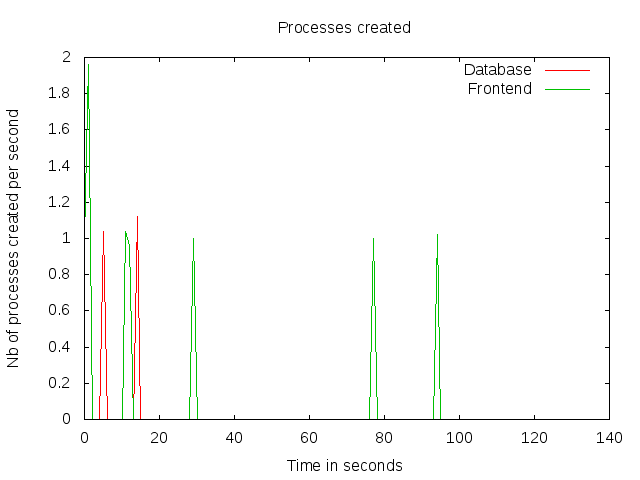 Processes created
Database
Frontend
Nb of processes created per second
2
1.8
1.6
1.4
1.2
1
0.8
0.6
0.4
0.2
0
0 20 40 60 80 100 120 140
Time in seconds